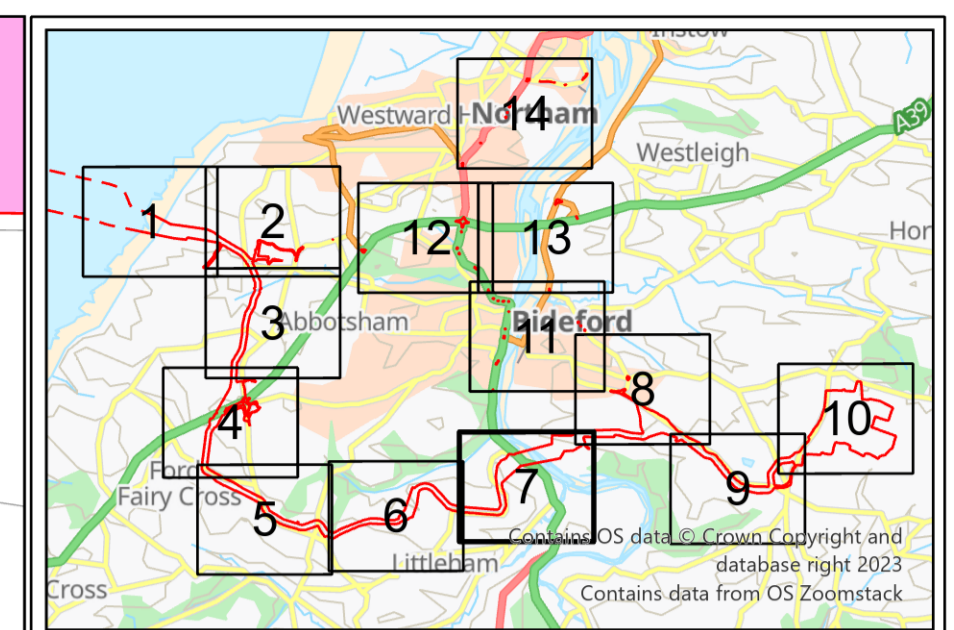 Instow
Westward H
Northam
14
A39
Westleigh
1
2
12
13
Hor
3
Abbotsham
Bideford
11
8
4
10
Ford
Fairy Cross
5
6
7
9
Littleham
Cross
Contains OS data © Crown Copyright and
database right 2023
Contains data from OS Zoomstack